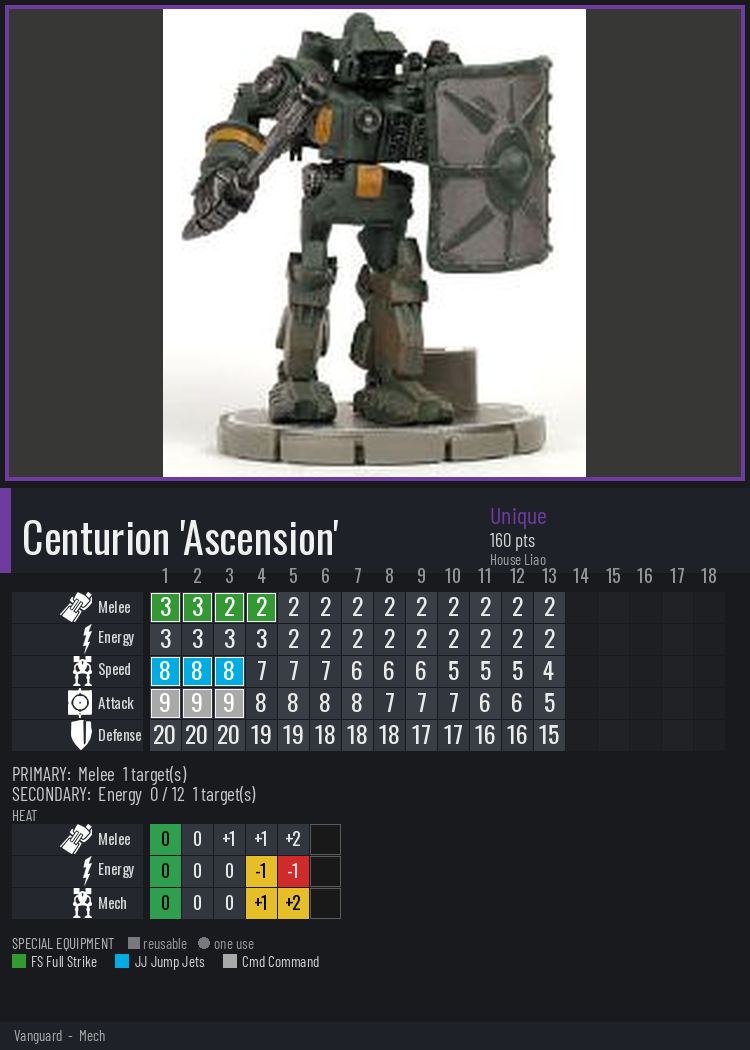 Centurion 'Ascension'
Unique
160 pts
House Liao
1 2 3 4 5 6 7 8 9 10 11 12 13 14 15 16 17 18
Melee 3 3 2 2 2 2 2 2 2 2 2 2 2
Energy 3 3 3 3 2 2 2 2 2 2 2 2 2
Speed 8 8 8 7 7 7 6 6 6 5 5 5 4
Attack 9 9 9 8 8 8 8 7 7 7 6 6 5
Defense 20 20 20 19 19 18 18 18 17 17 16 16 15
PRIMARY: Melee 1 target(s)
SECONDARY: Energy 0 / 12 1 target(s)
HEAT
Melee 0 0 +1 +1 +2
Energy 0 0 0 -1 -1
Mech 0 0 0 +1 +2
SPECIAL EQUIPMENT reusable one use
FS Full Strike JJ Jump Jets Cmd Command
Vanguard - Mech